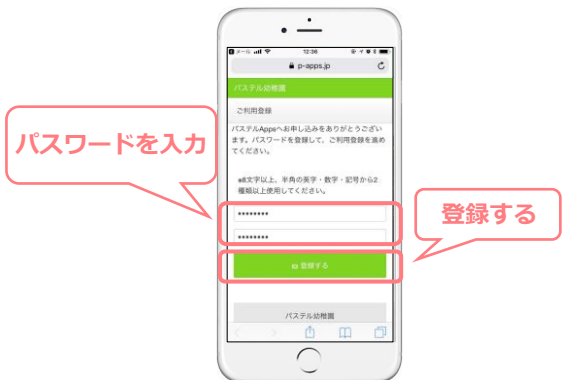 メール 12:36
p-apps.jp
パステル幼稚園
ご利用登録
パスワードを入力
パステルAppsへお申し込みをありがとうござい
ます。パスワードを登録して、ご利用登録を進め
てください。
※8文字以上、半角の英字・数字・記号から2
種類以上使用してください。
********
登録する
********
登録する
パステル幼稚園